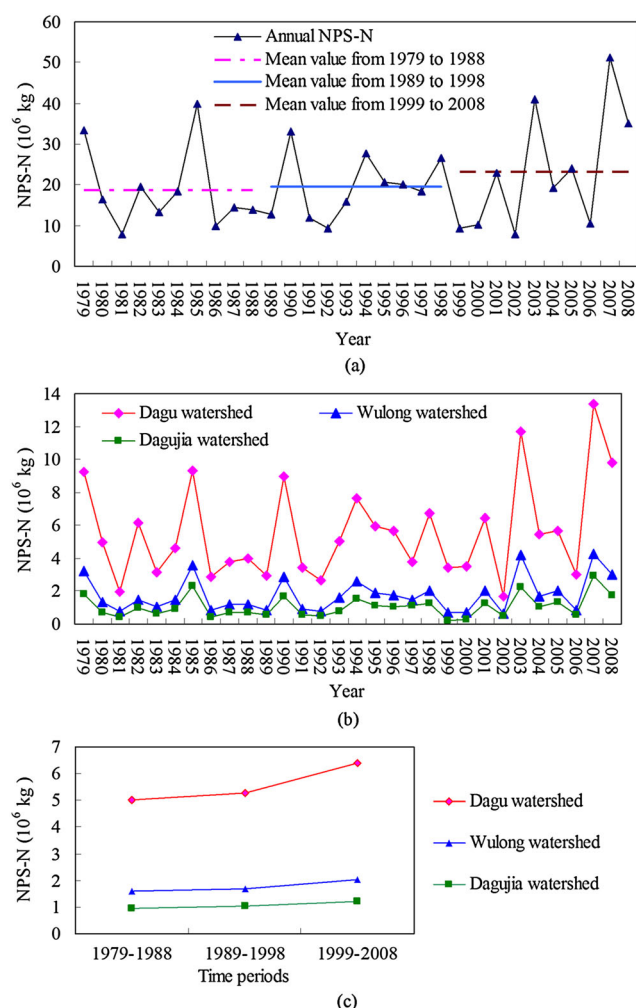 60
50
40
30
20
10
0
NPS-N (10⁶ kg)
Annual NPS-N
Mean value from 1979 to 1988
Mean value from 1989 to 1998
Mean value from 1999 to 2008
1979 1980 1981 1982 1983 1984 1985 1986 1987 1988 1989 1990 1991 1992 1993 1994 1995 1996 1997 1998 1999 2000 2001 2002 2003 2004 2005 2006 2007 2008
Year
(a)
14
12
10
8
6
4
2
0
NPS-N (10⁶ kg)
Dagu watershed Wulong watershed
Dagujia watershed
1979 1980 1981 1982 1983 1984 1985 1986 1987 1988 1989 1990 1991 1992 1993 1994 1995 1996 1997 1998 1999 2000 2001 2002 2003 2004 2005 2006 2007 2008
Year
(b)
7
6
5
4
3
2
1
0
NPS-N (10⁶ kg)
Dagu watershed
Wulong watershed
Dagujia watershed
1979-1988 1989-1998 1999-2008
Time periods
(c)